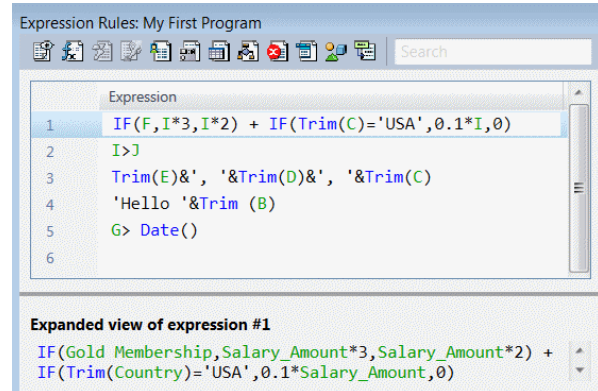 Expression Rules: My First Program
Search
Expression
1 IF(F,I*3,I*2) + IF(Trim(C)='USA',0.1*I,0)
2 I>J
3 Trim(E)&', '&Trim(D)&', '&Trim(C)
4 'Hello '&Trim (B)
5 G> Date()
6
Expanded view of expression #1
IF(Gold Membership,Salary_Amount*3,Salary_Amount*2) +
IF(Trim(Country)='USA',0.1*Salary_Amount,0)